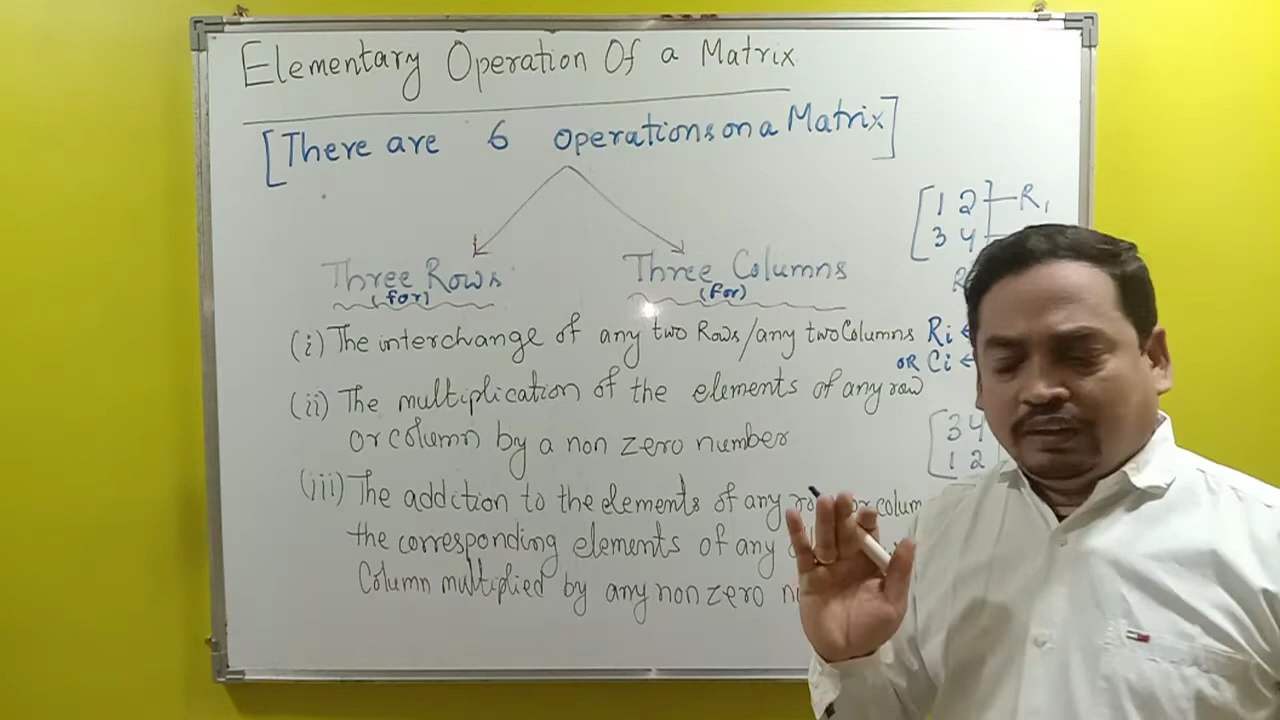 Elementary Operation Of a Matrix
[There are 6 operations on a Matrix]
Three Rows
(for)
Three Columns
(for)
[1 2] R1
[3 4]
(i) The interchange of any two Rows/any two Columns Ri
OR Ci
(ii) The multiplication of the elements of any row
or column by a non zero number
[3 4
1 2]
(iii) The addition to the elements of any or
the corresponding elements of any
Column multiplied by any non zero